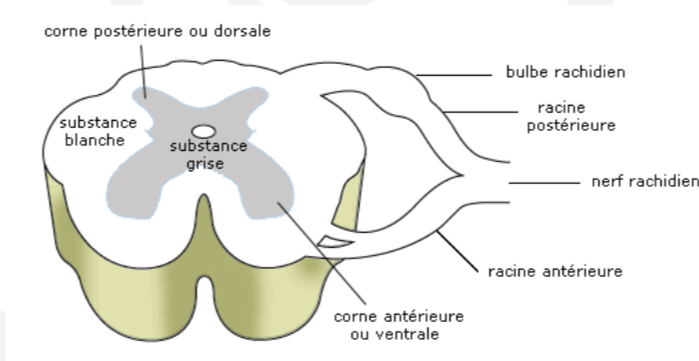 corne postérieure ou dorsale
bulbe rachidien
racine
postérieure
substance
blanche
substance
grise
nerf rachidien
racine antérieure
corne antérieure
ou ventrale